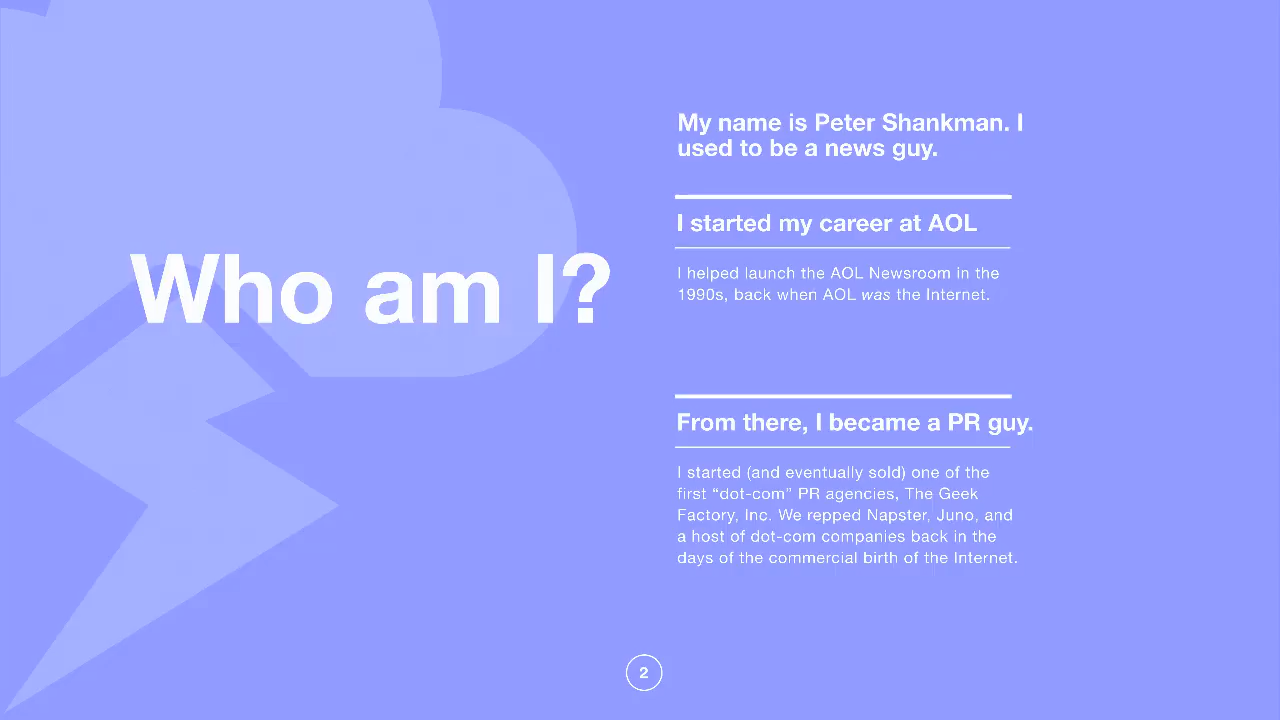 Who am I?
My name is Peter Shankman. I
used to be a news guy.
I started my career at AOL
I helped launch the AOL Newsroom in the
1990s, back when AOL was the Internet.
From there, I became a PR guy.
I started (and eventually sold) one of the
first “dot-com” PR agencies, The Geek
Factory, Inc. We repped Napster, Juno, and
a host of dot-com companies back in the
days of the commercial birth of the Internet.
2